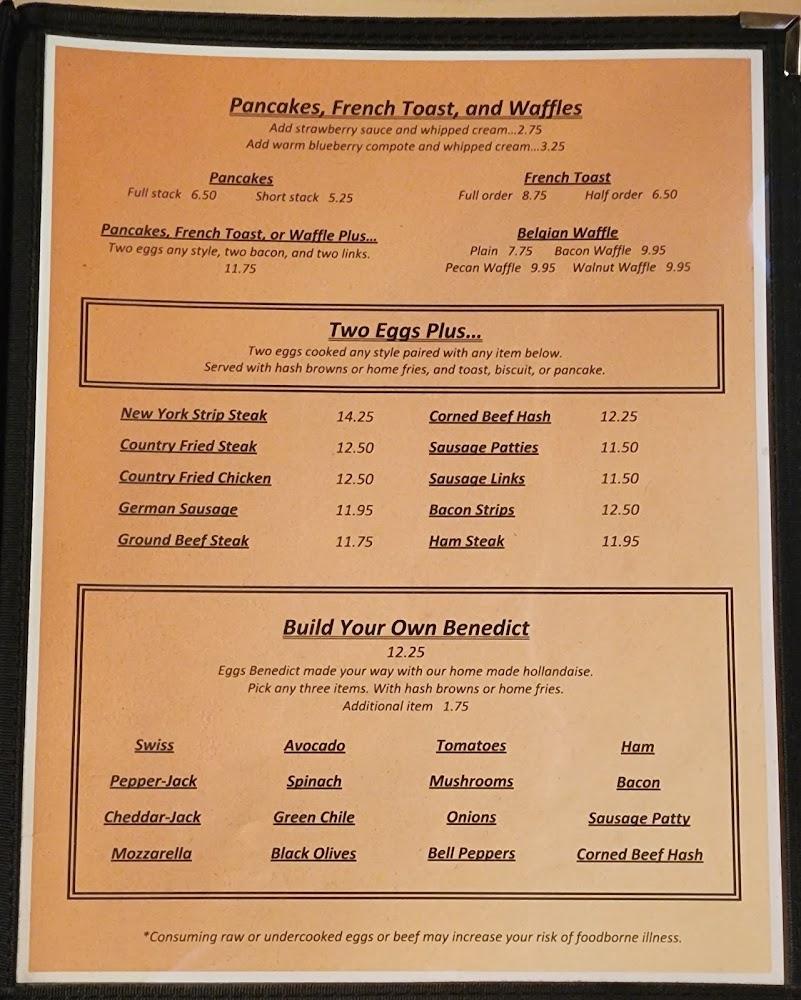 Pancakes, French Toast, and Waffles
Add strawberry sauce and whipped cream...2.75
Add warm blueberry compote and whipped cream...3.25
Pancakes
Full stack 6.50 Short stack 5.25
French Toast
Full order 8.75 Half order 6.50
Pancakes, French Toast, or Waffle Plus...
Two eggs any style, two bacon, and two links.
11.75
Belgian Waffle
Plain 7.75 Bacon Waffle 9.95
Pecan Waffle 9.95 Walnut Waffle 9.95
Two Eggs Plus...
Two eggs cooked any style paired with any item below.
Served with hash browns or home fries, and toast, biscuit, or pancake.
New York Strip Steak 14.25 Corned Beef Hash 12.25
Country Fried Steak 12.50 Sausage Patties 11.50
Country Fried Chicken 12.50 Sausage Links 11.50
German Sausage 11.95 Bacon Strips 12.50
Ground Beef Steak 11.75 Ham Steak 11.95
Build Your Own Benedict
12.25
Eggs Benedict made your way with our home made hollandaise.
Pick any three items. With hash browns or home fries.
Additional item 1.75
Swiss Avocado Tomatoes Ham
Pepper-Jack Spinach Mushrooms Bacon
Cheddar-Jack Green Chile Onions Sausage Patty
Mozzarella Black Olives Bell Peppers Corned Beef Hash
*Consuming raw or undercooked eggs or beef may increase your risk of foodborne illness.